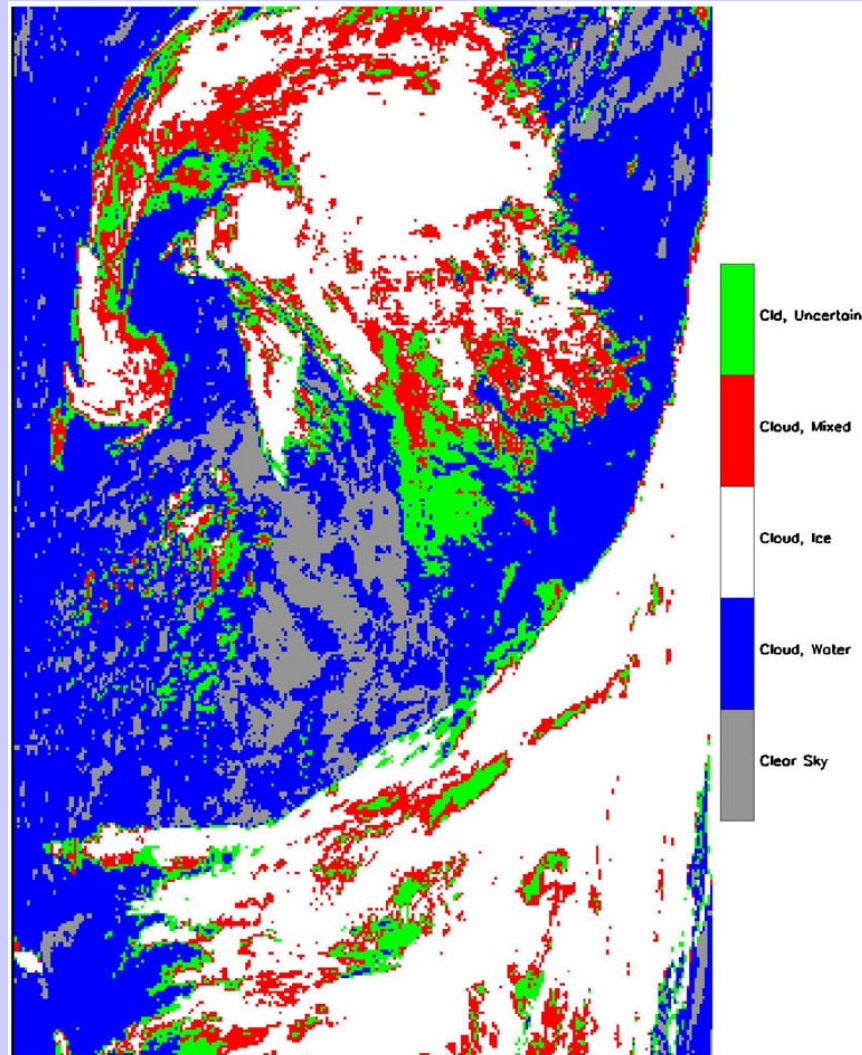 Cld, Uncertain
Cloud, Mixed
Cloud, Ice
Cloud, Water
Clear Sky